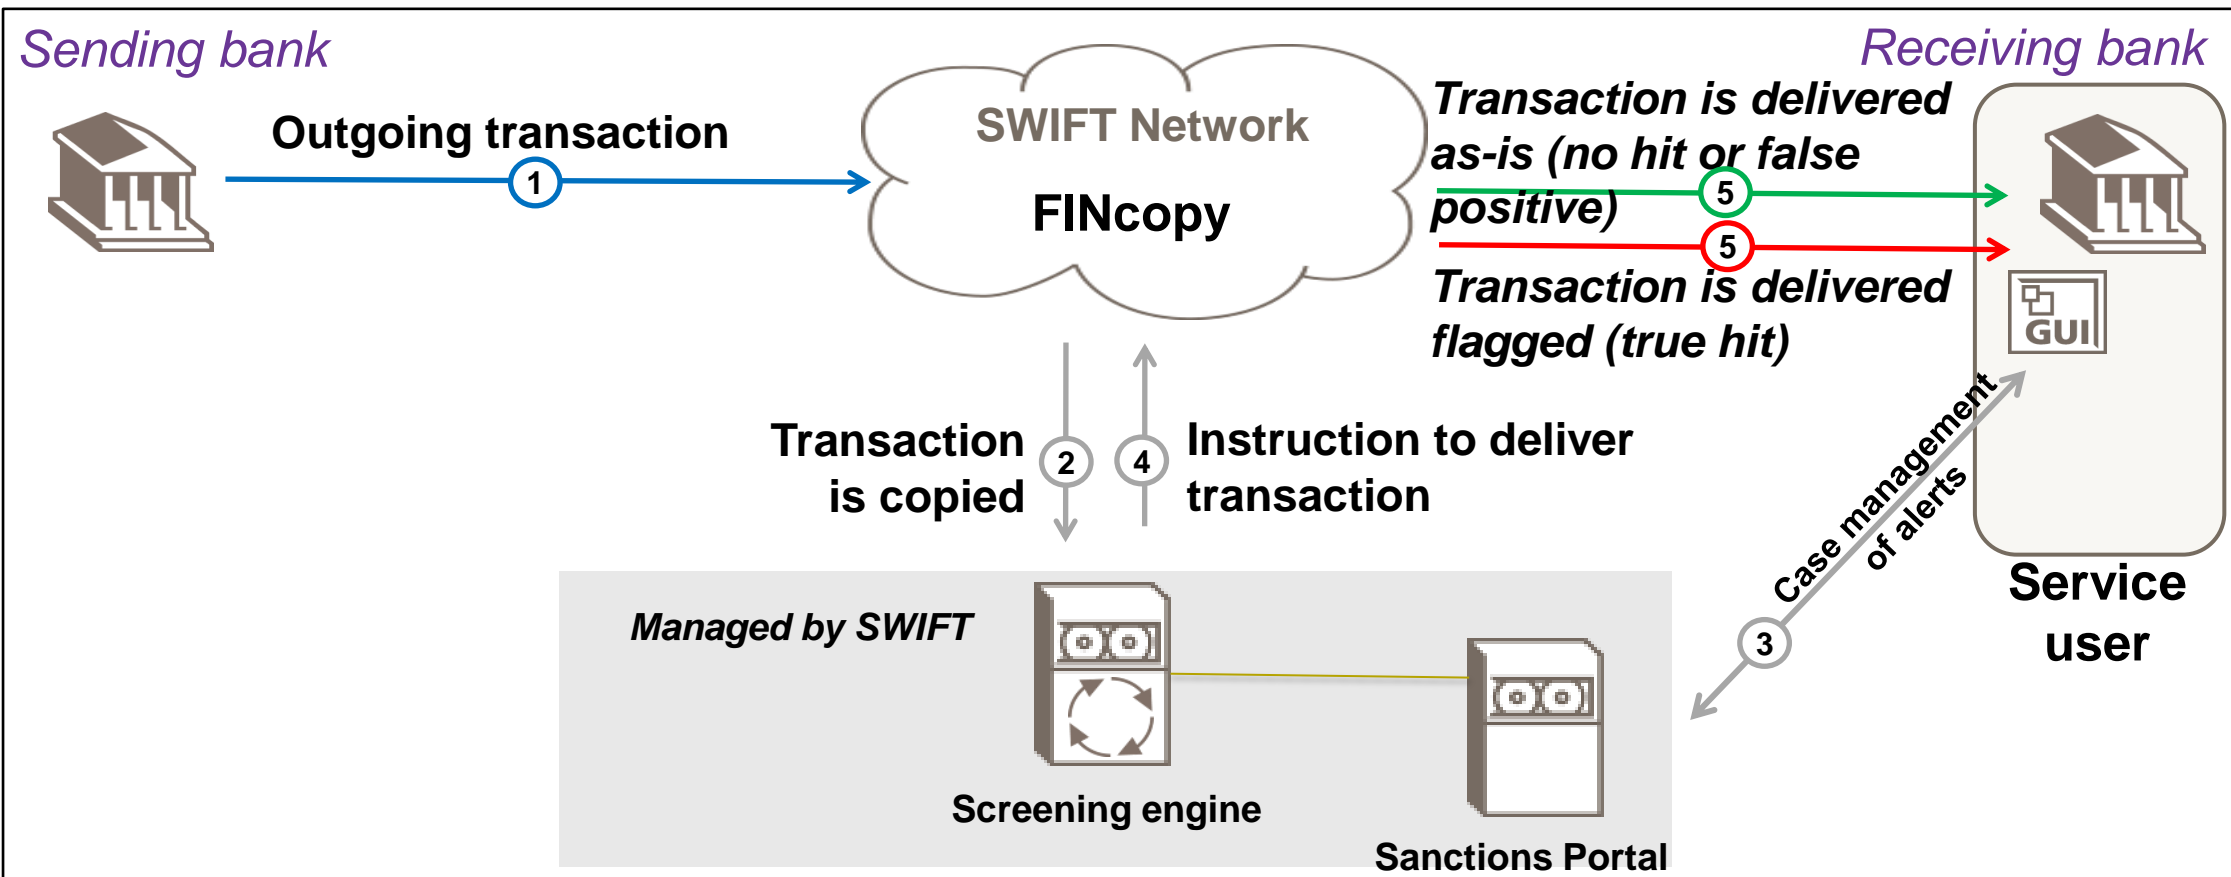 Sending bank
Receiving bank
Outgoing transaction
1
SWIFT Network
FINcopy
Transaction is delivered
as-is (no hit or false
positive)
5
5
Transaction is delivered
flagged (true hit)
GUI
Transaction
is copied
2
4
Instruction to deliver
transaction
Case management
of alerts
3
Service
user
Managed by SWIFT
Screening engine
Sanctions Portal